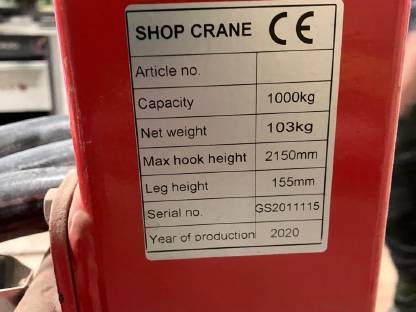 SHOP CRANE CE
Article no.
Capacity 1000kg
Net weight 103kg
Max hook height 2150mm
Leg height 155mm
Serial no. GS2011115
Year of production 2020